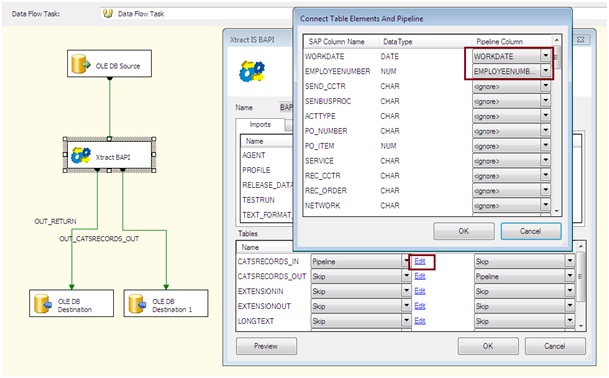 Data Flow Task:
Data Flow Task
OLE DB Source
Xtract BAPI
OUT_RETURN
OUT_CATSRECORDS_OUT
OLE DB
Destination
OLE DB
Destination 1
Xtract IS BAPI
Name BAP
Imports
Name
AGENT
PROFILE
RELEASE_DATA
TESTRUN
TEXT_FORMAT_
Tables
Name
CATSRECORDS_IN Pipeline Edit Skip
CATSRECORDS_OUT Skip Edit Pipeline
EXTENSIONIN Skip Edit Skip
EXTENSIONOUT Skip Edit Skip
LONGTEXT Skip Edit Skip
Preview OK Cancel
Connect Table Elements And Pipeline
SAP Column Name DataType Pipeline Column
WORKDATE DATE WORKDATE
EMPLOYEENUMBER NUM EMPLOYEENUMB...
SEND_CCTR CHAR <ignore>
SENBUSPROC CHAR <ignore>
ACTTYPE CHAR <ignore>
PO_NUMBER CHAR <ignore>
PO_ITEM NUM <ignore>
SERVICE CHAR <ignore>
REC_CCTR CHAR <ignore>
REC_ORDER CHAR <ignore>
NETWORK CHAR <ignore>
OK Cancel